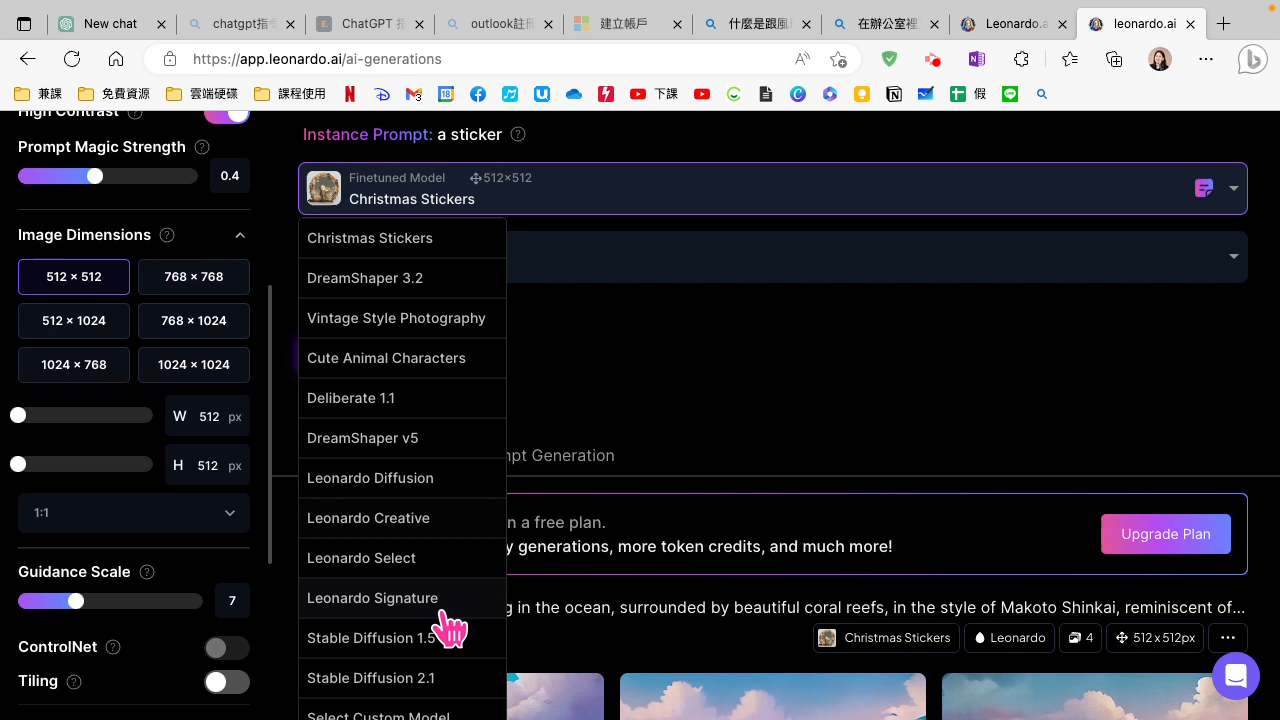 New chat
chatgpt指令
ChatGPT 指
outlook註冊
建立帳戶
什麼是跟風
在辦公室裡
Leonardo.a
leonardo.ai
https://app.leonardo.ai/ai-generations
兼課
免費資源
雲端硬碟
課程使用
下課
假
High Contrast
Prompt Magic Strength
0.4
Image Dimensions
512 × 512
768 × 768
512 × 1024
768 × 1024
1024 × 768
1024 × 1024
W 512 px
H 512 px
1:1
Guidance Scale
7
ControlNet
Tiling
Instance Prompt: a sticker
Finetuned Model 512×512
Christmas Stickers
Christmas Stickers
DreamShaper 3.2
Vintage Style Photography
Cute Animal Characters
Deliberate 1.1
DreamShaper v5
Leonardo Diffusion
Leonardo Creative
Leonardo Select
Leonardo Signature
Stable Diffusion 1.5
Stable Diffusion 2.1
Select Custom Model
mpt Generation
n a free plan.
y generations, more token credits, and much more!
Upgrade Plan
g in the ocean, surrounded by beautiful coral reefs, in the style of Makoto Shinkai, reminiscent of...
Christmas Stickers
Leonardo
4
512x512px